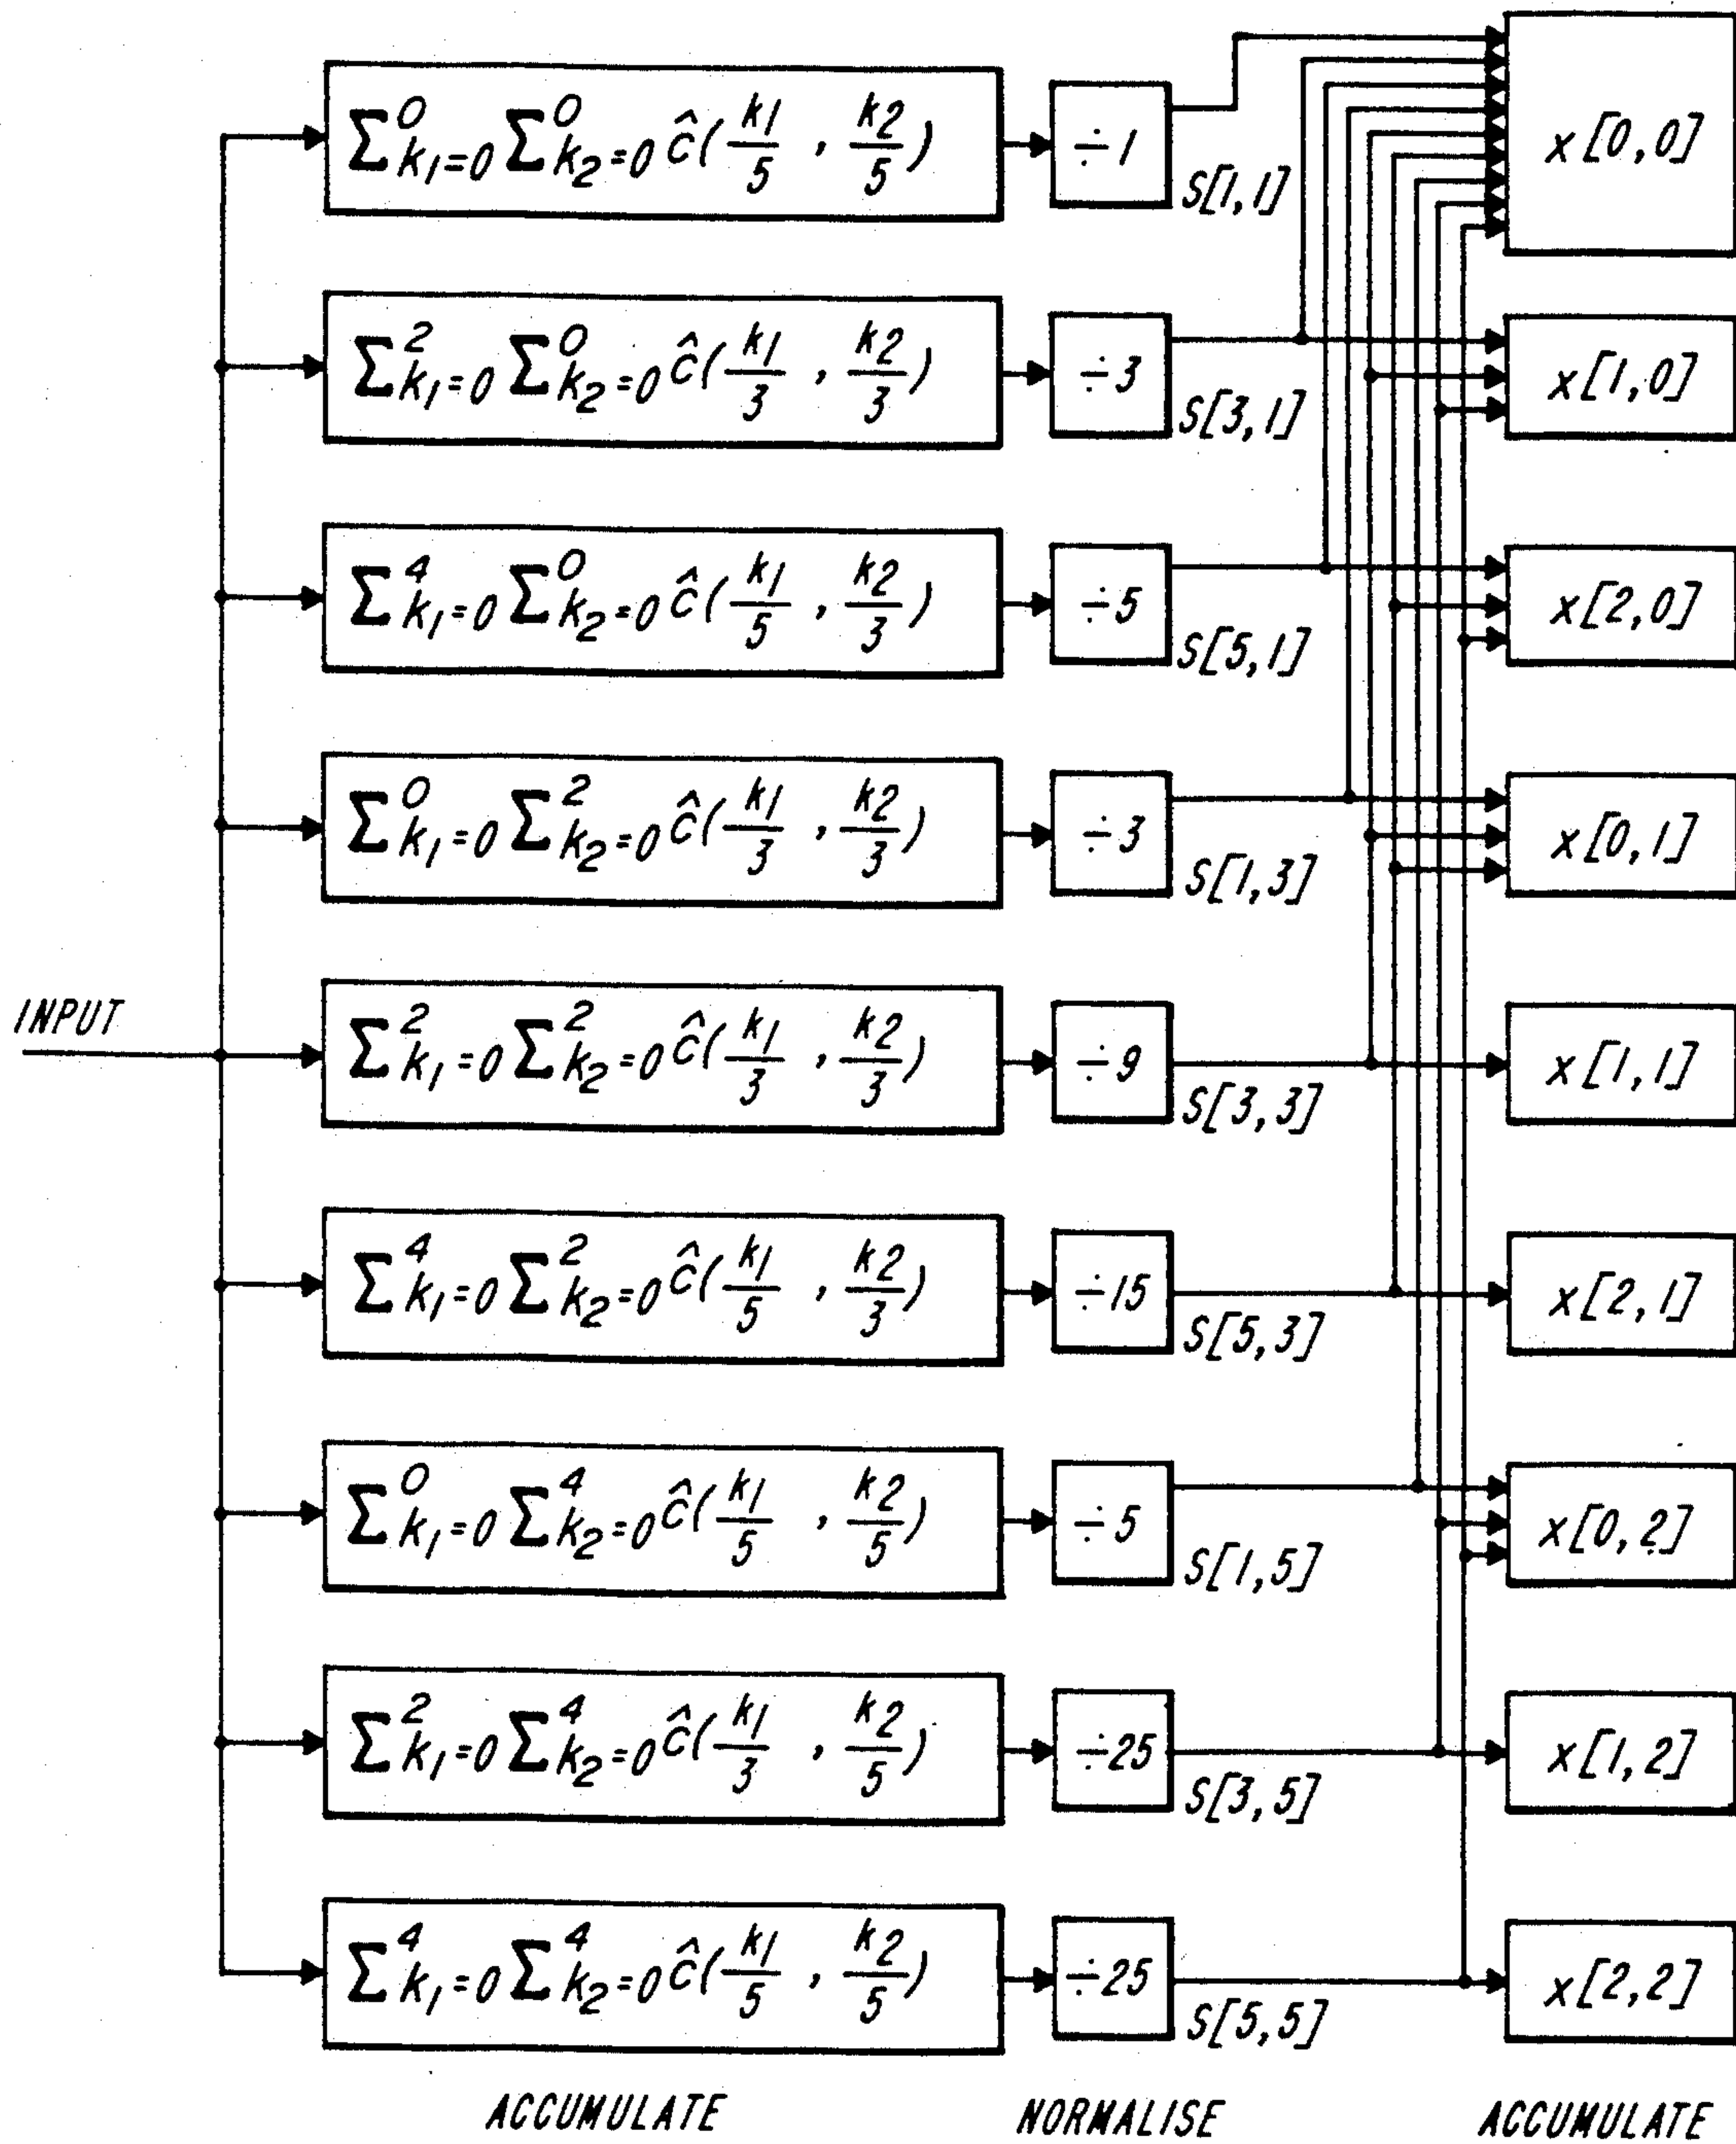 Σ^0_{k1=0} Σ^0_{k2=0} ĉ(k1/5 , k2/5) ÷1 S[1,1] x[0,0]
Σ^2_{k1=0} Σ^0_{k2=0} ĉ(k1/3 , k2/3) ÷3 S[3,1] x[1,0]
Σ^4_{k1=0} Σ^0_{k2=0} ĉ(k1/5 , k2/3) ÷5 S[5,1] x[2,0]
Σ^0_{k1=0} Σ^2_{k2=0} ĉ(k1/3 , k2/3) ÷3 S[1,3] x[0,1]
INPUT
Σ^2_{k1=0} Σ^2_{k2=0} ĉ(k1/3 , k2/3) ÷9 S[3,3] x[1,1]
Σ^4_{k1=0} Σ^2_{k2=0} ĉ(k1/5 , k2/3) ÷15 S[5,3] x[2,1]
Σ^0_{k1=0} Σ^4_{k2=0} ĉ(k1/5 , k2/5) ÷5 S[1,5] x[0,2]
Σ^2_{k1=0} Σ^4_{k2=0} ĉ(k1/3 , k2/5) ÷25 S[3,5] x[1,2]
Σ^4_{k1=0} Σ^4_{k2=0} ĉ(k1/5 , k2/5) ÷25 S[5,5] x[2,2]
ACCUMULATE NORMALISE ACCUMULATE